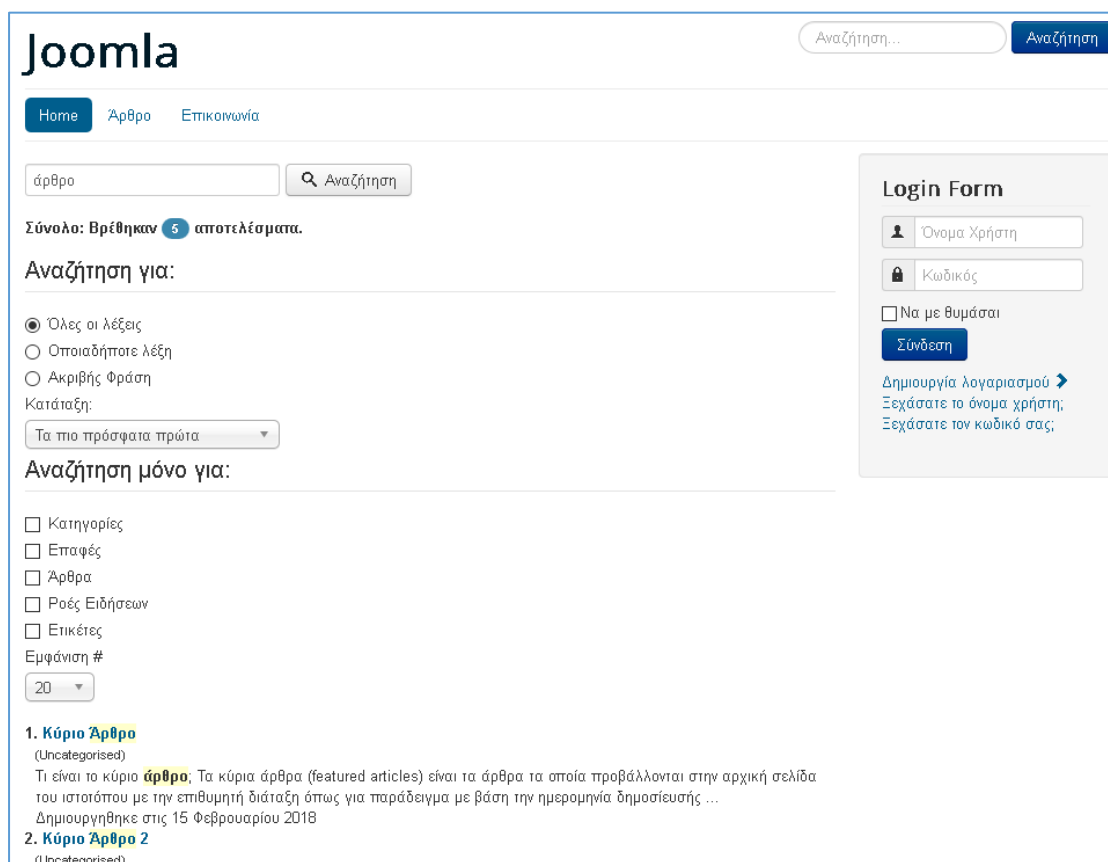 Joomla
Αναζήτηση...
Αναζήτηση
Home Άρθρο Επικοινωνία
άρθρο
Αναζήτηση
Σύνολο: Βρέθηκαν 5 αποτελέσματα.
Αναζήτηση για:
Όλες οι λέξεις
Οποιαδήποτε λέξη
Ακριβής Φράση
Κατάταξη:
Τα πιο πρόσφατα πρώτα
Αναζήτηση μόνο για:
Κατηγορίες
Επαφές
Άρθρα
Ροές Ειδήσεων
Ετικέτες
Εμφάνιση #
20
1. Κύριο Άρθρο
(Uncategorised)
Τι είναι το κύριο άρθρο; Τα κύρια άρθρα (featured articles) είναι τα άρθρα τα οποία προβάλλονται στην αρχική σελίδα
του ιστοτόπου με την επιθυμητή διάταξη όπως για παράδειγμα με βάση την ημερομηνία δημοσίευσής ...
Δημιουργηθηκε στις 15 Φεβρουαρίου 2018
2. Κύριο Άρθρο 2
(Uncategorised)
Login Form
Όνομα Χρήστη
Κωδικός
Να με θυμάσαι
Σύνδεση
Δημιουργία λογαριασμού
Ξεχάσατε το όνομα χρήστη;
Ξεχάσατε τον κωδικό σας;